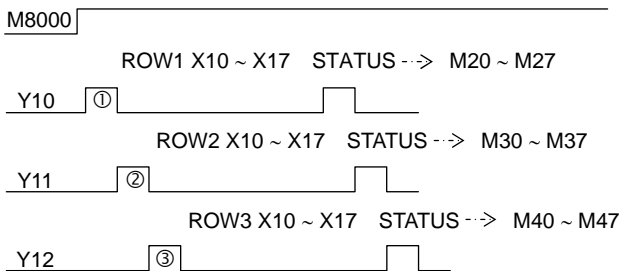 M8000
ROW1 X10 ~ X17 STATUS --> M20 ~ M27
Y10 ①
ROW2 X10 ~ X17 STATUS --> M30 ~ M37
Y11 ②
ROW3 X10 ~ X17 STATUS --> M40 ~ M47
Y12 ③